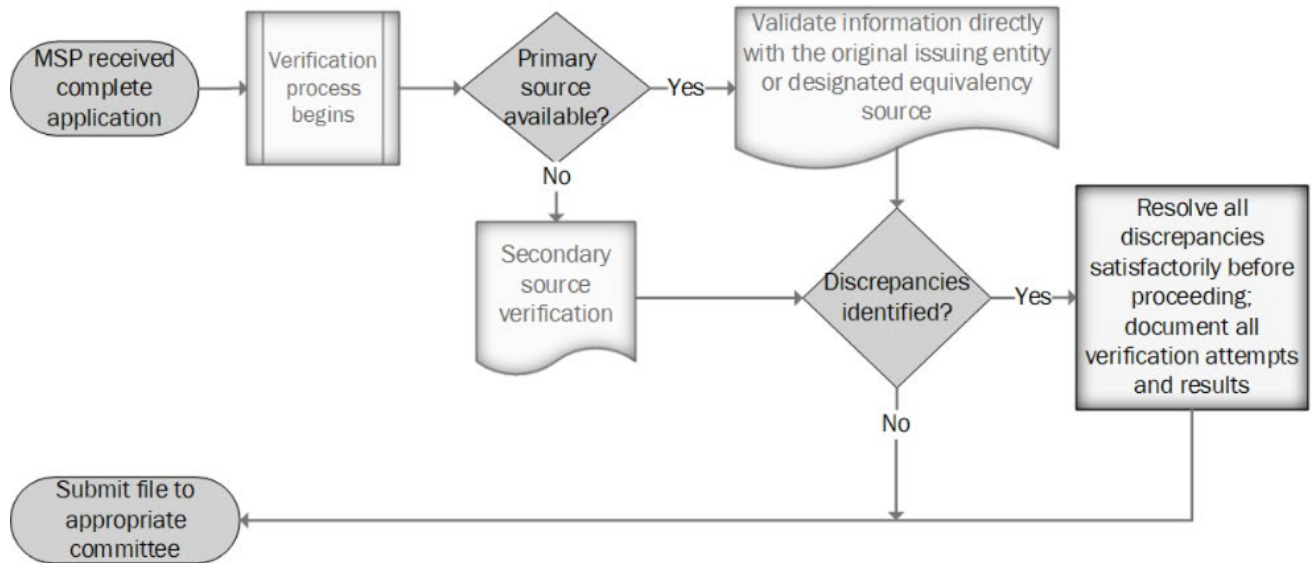 MSP received
complete
application
Verification
process
begins
Primary
source
available?
Yes
Validate information directly
with the original issuing entity
or designated equivalency
source
No
Secondary
source
verification
Discrepancies
identified?
Yes
Resolve all
discrepancies
satisfactorily before
proceeding;
document all
verification attempts
and results
No
Submit file to
appropriate
committee